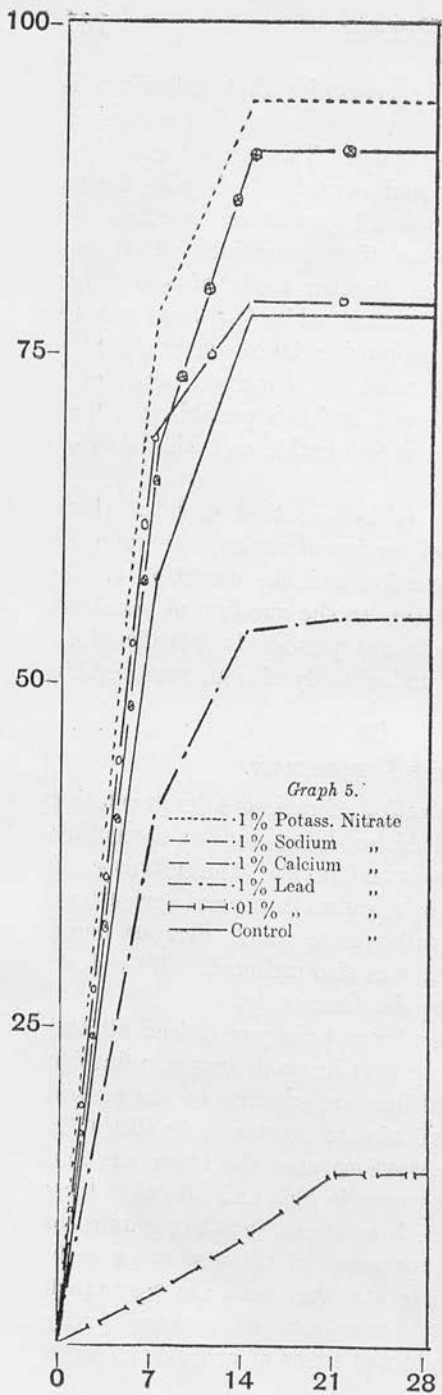 100
75
50
Graph 5.
·1% Potass. Nitrate
·1% Sodium „
·1% Calcium „
·1% Lead „
·01% „ „
Control „
25
0 7 14 21 28